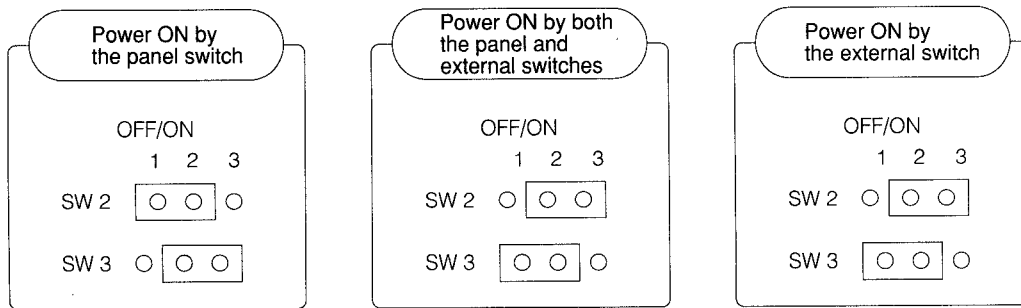 Power ON by
the panel switch
OFF/ON
1 2 3
SW 2
SW 3
Power ON by both
the panel and
external switches
OFF/ON
1 2 3
SW 2
SW 3
Power ON by
the external switch
OFF/ON
1 2 3
SW 2
SW 3